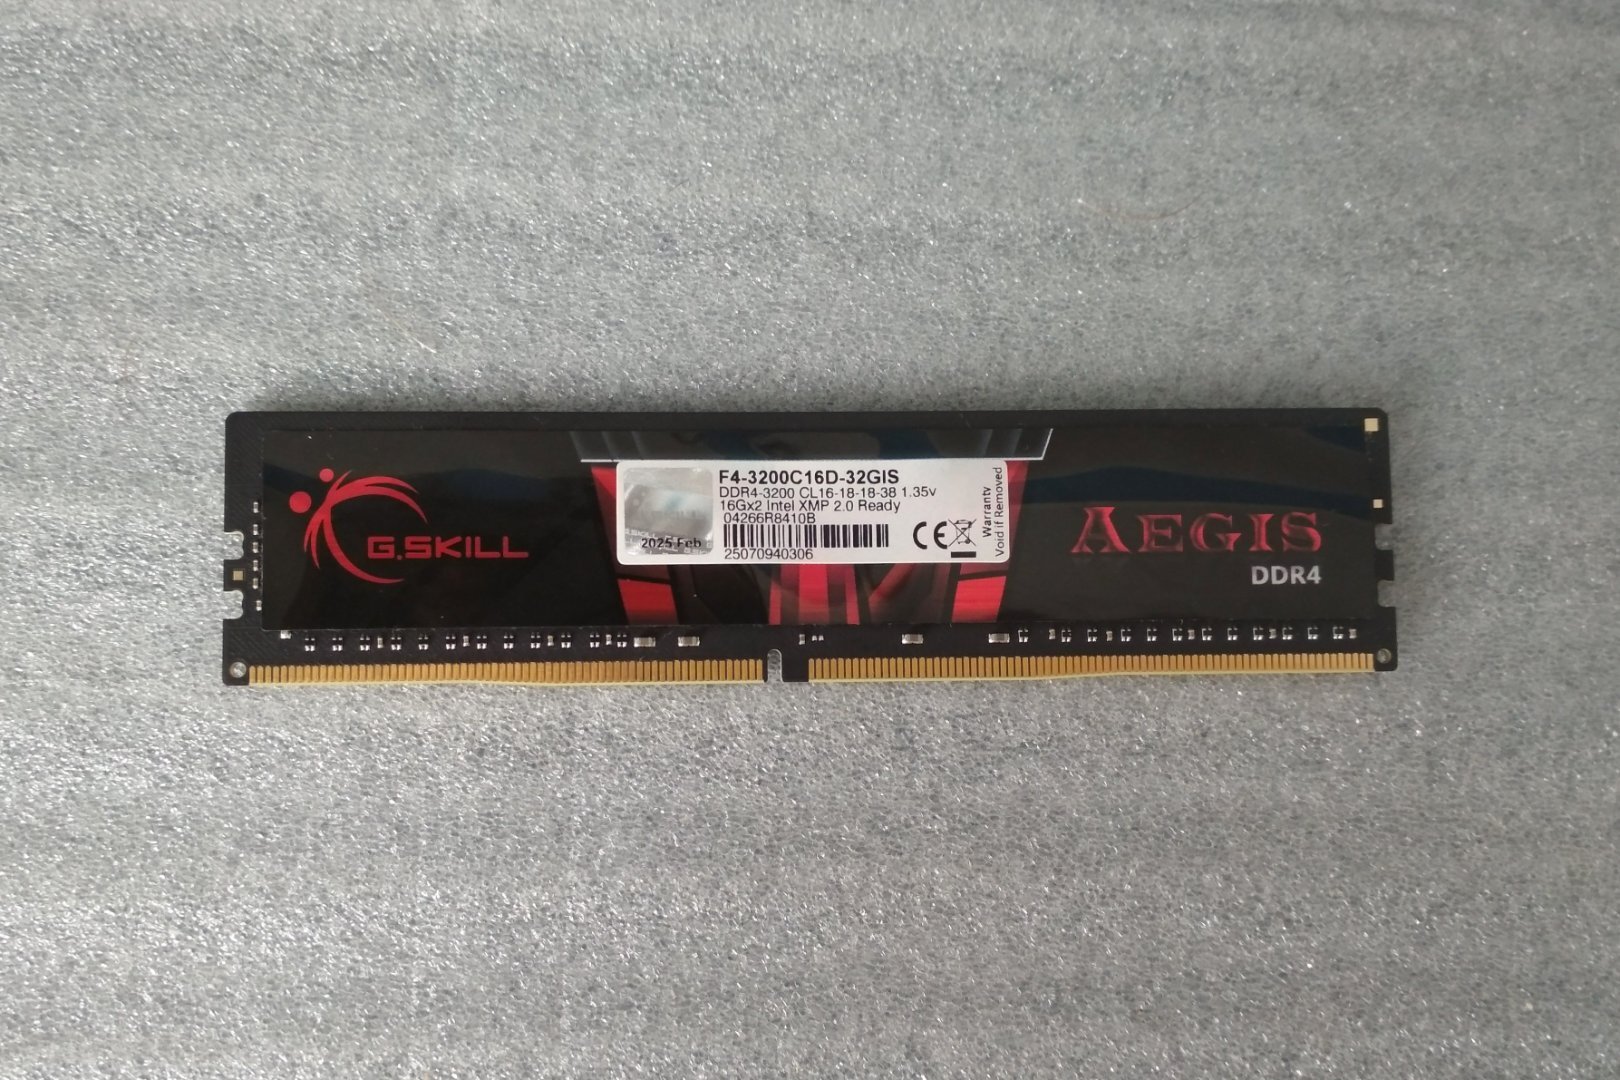 G.SKILL
F4-3200C16D-32GIS
DDR4-3200 CL16-18-18-38 1.35v
16Gx2 Intel XMP 2.0 Ready
04266R8410B
2025 Feb
25070940306
CE
Warranty
Void if Removed
AEGIS
DDR4